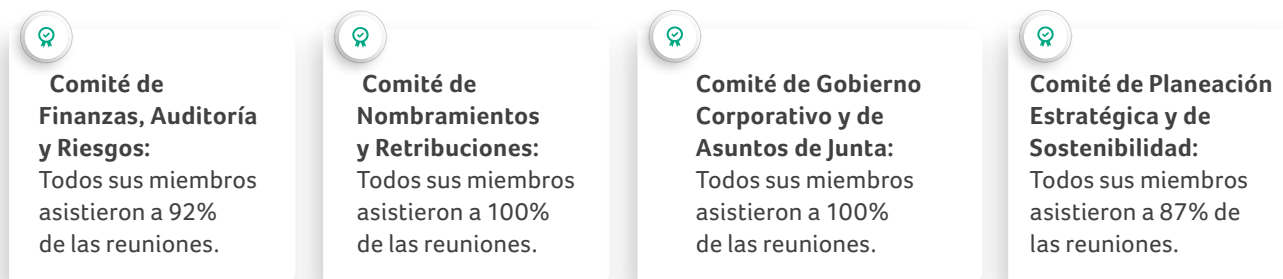 Comité de
Finanzas, Auditoría
y Riesgos:
Todos sus miembros
asistieron a 92%
de las reuniones.
Comité de
Nombramientos
y Retribuciones:
Todos sus miembros
asistieron a 100%
de las reuniones.
Comité de Gobierno
Corporativo y de
Asuntos de Junta:
Todos sus miembros
asistieron a 100%
de las reuniones.
Comité de Planeación
Estratégica y de
Sostenibilidad:
Todos sus miembros
asistieron a 87% de
las reuniones.